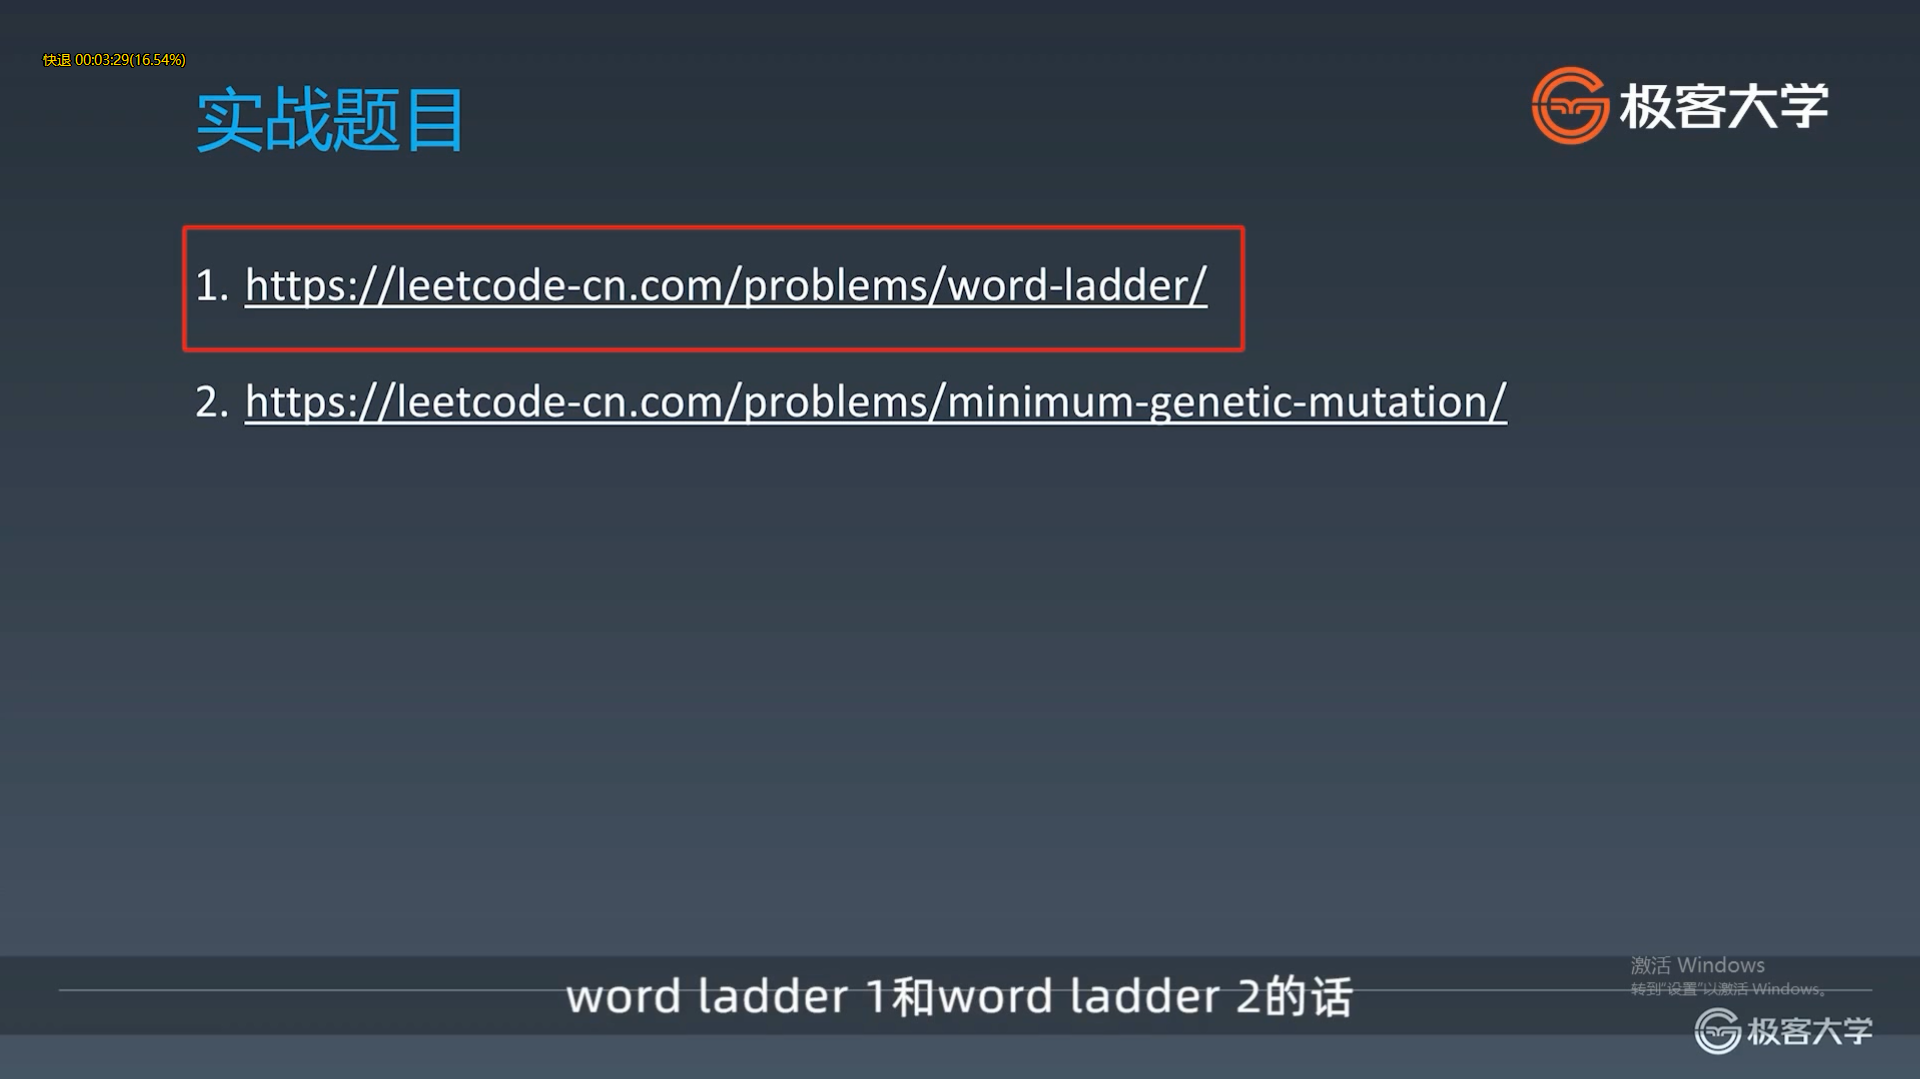 快退 00:03:29(16.54%)
实战题目
极客大学
1. https://leetcode-cn.com/problems/word-ladder/
2. https://leetcode-cn.com/problems/minimum-genetic-mutation/
激活 Windows
转到"设置"以激活 Windows。
word ladder 1和word ladder 2的话
极客大学